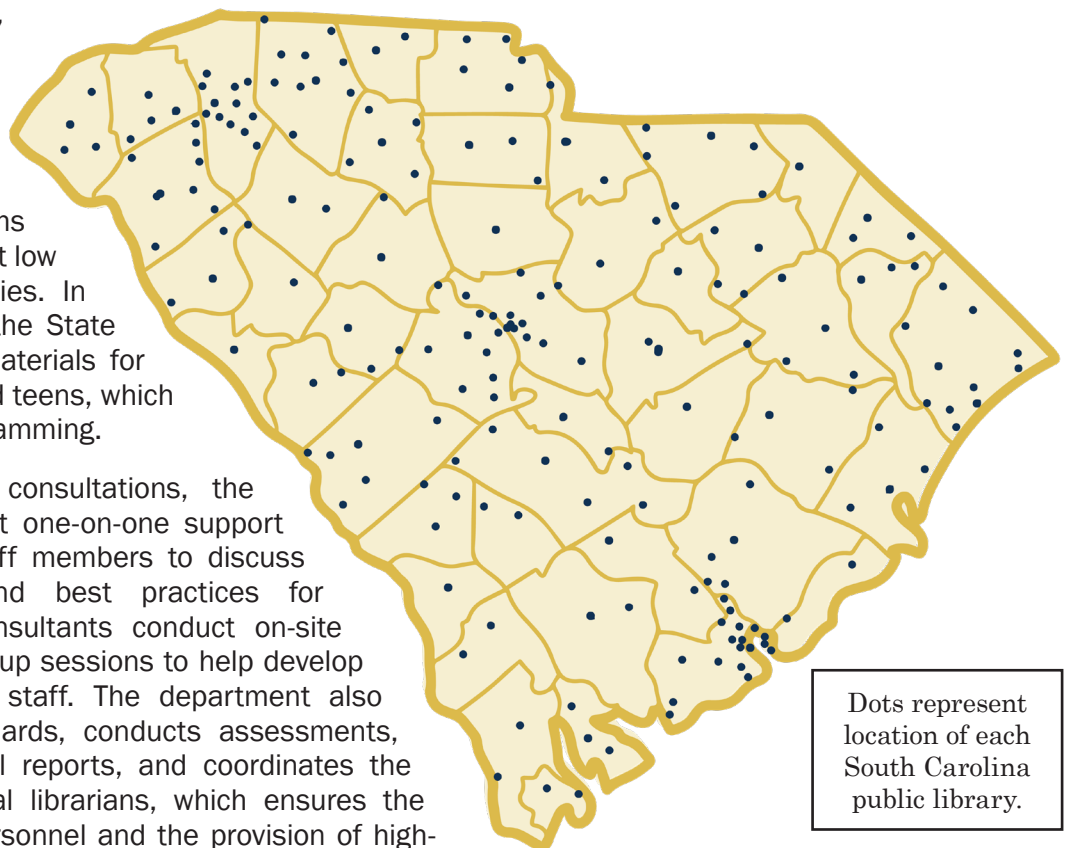 t low
ies. In
he State
aterials for
d teens, which
amming.
consultations, the
t one-on-one support
ff members to discuss
nd best practices for
nsultants conduct on-site
up sessions to help develop
staff. The department also
ards, conducts assessments,
l reports, and coordinates the
al librarians, which ensures the
rsonnel and the provision of high-
Dots represent
location of each
South Carolina
public library.